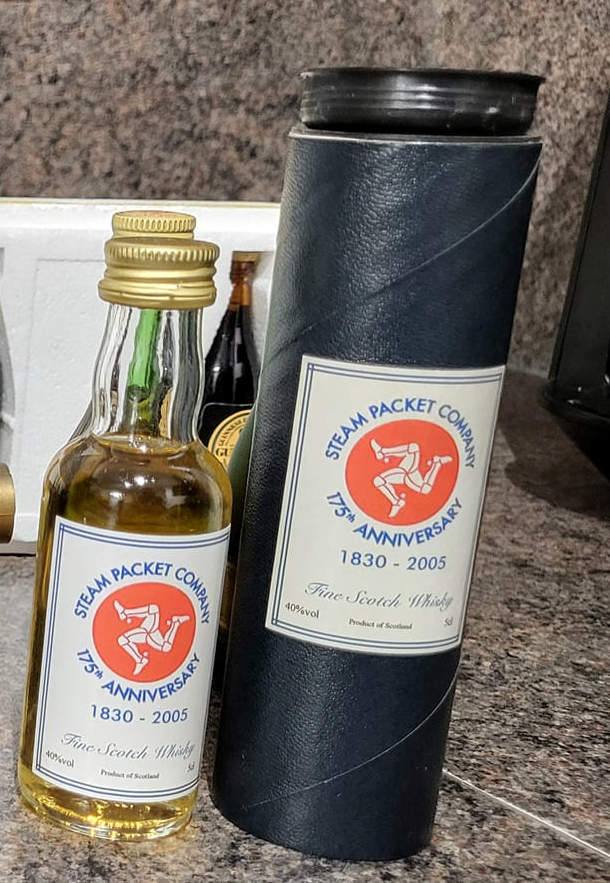 STEAM PACKET COMPANY
175th ANNIVERSARY
1830 - 2005
Fine Scotch Whisky
40%vol
Product of Scotland
5cl
STEAM PACKET COMPANY
175th ANNIVERSARY
1830 - 2005
Fine Scotch Whisky
40%vol
Product of Scotland
5cl